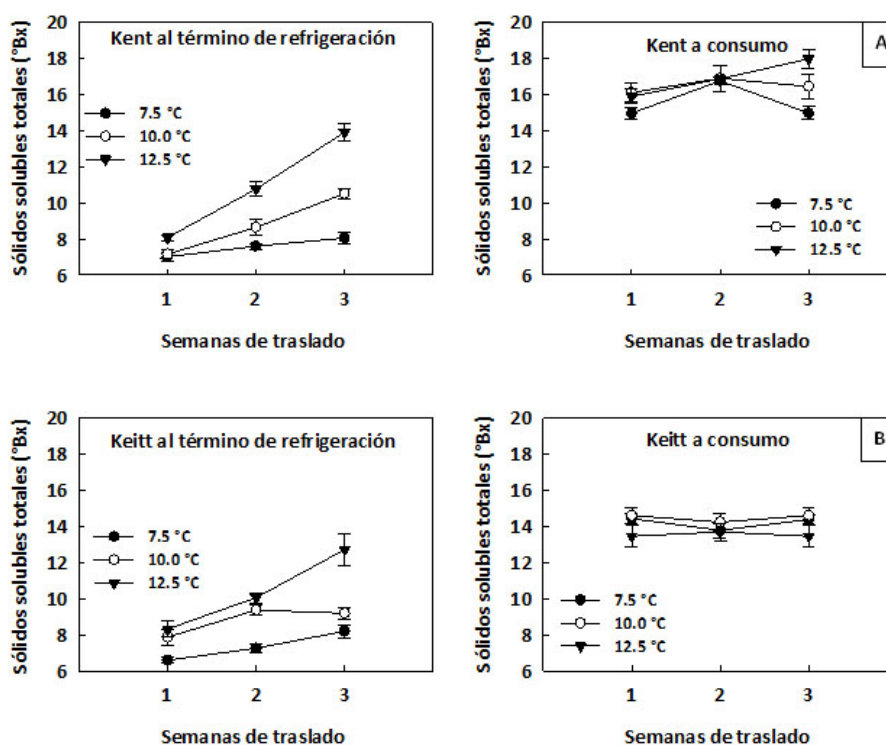 Kent al término de refrigeración
Sólidos solubles totales (°Bx)
20
18
16
14
12
10
8
6
7.5 °C
10.0 °C
12.5 °C
1 2 3
Semanas de traslado
Kent a consumo
A
Sólidos solubles totales (°Bx)
20
18
16
14
12
10
8
6
7.5 °C
10.0 °C
12.5 °C
1 2 3
Semanas de traslado
Keitt al término de refrigeración
Sólidos solubles totales (°Bx)
20
18
16
14
12
10
8
6
7.5 °C
10.0 °C
12.5 °C
1 2 3
Semanas de traslado
Keitt a consumo
B
Sólidos solubles totales (°Bx)
20
18
16
14
12
10
8
6
7.5 °C
10.0 °C
12.5 °C
1 2 3
Semanas de traslado